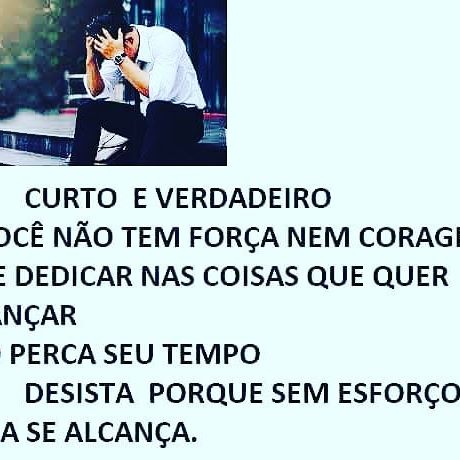 CURTO E VERDADEIRO
OCÊ NÃO TEM FORÇA NEM CORAGE
E DEDICAR NAS COISAS QUE QUER
ANÇAR
PERCA SEU TEMPO
DESISTA PORQUE SEM ESFORÇO
A SE ALCANÇA.